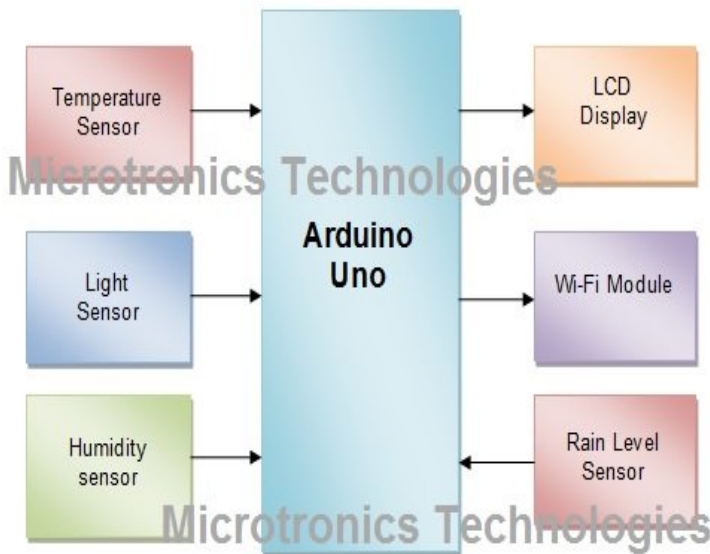 Temperature
Sensor
LCD
Display
Microtronics Technologies
Arduino
Uno
Light
Sensor
Wi-Fi Module
Humidity
sensor
Rain Level
Sensor
Microtronics Technologies